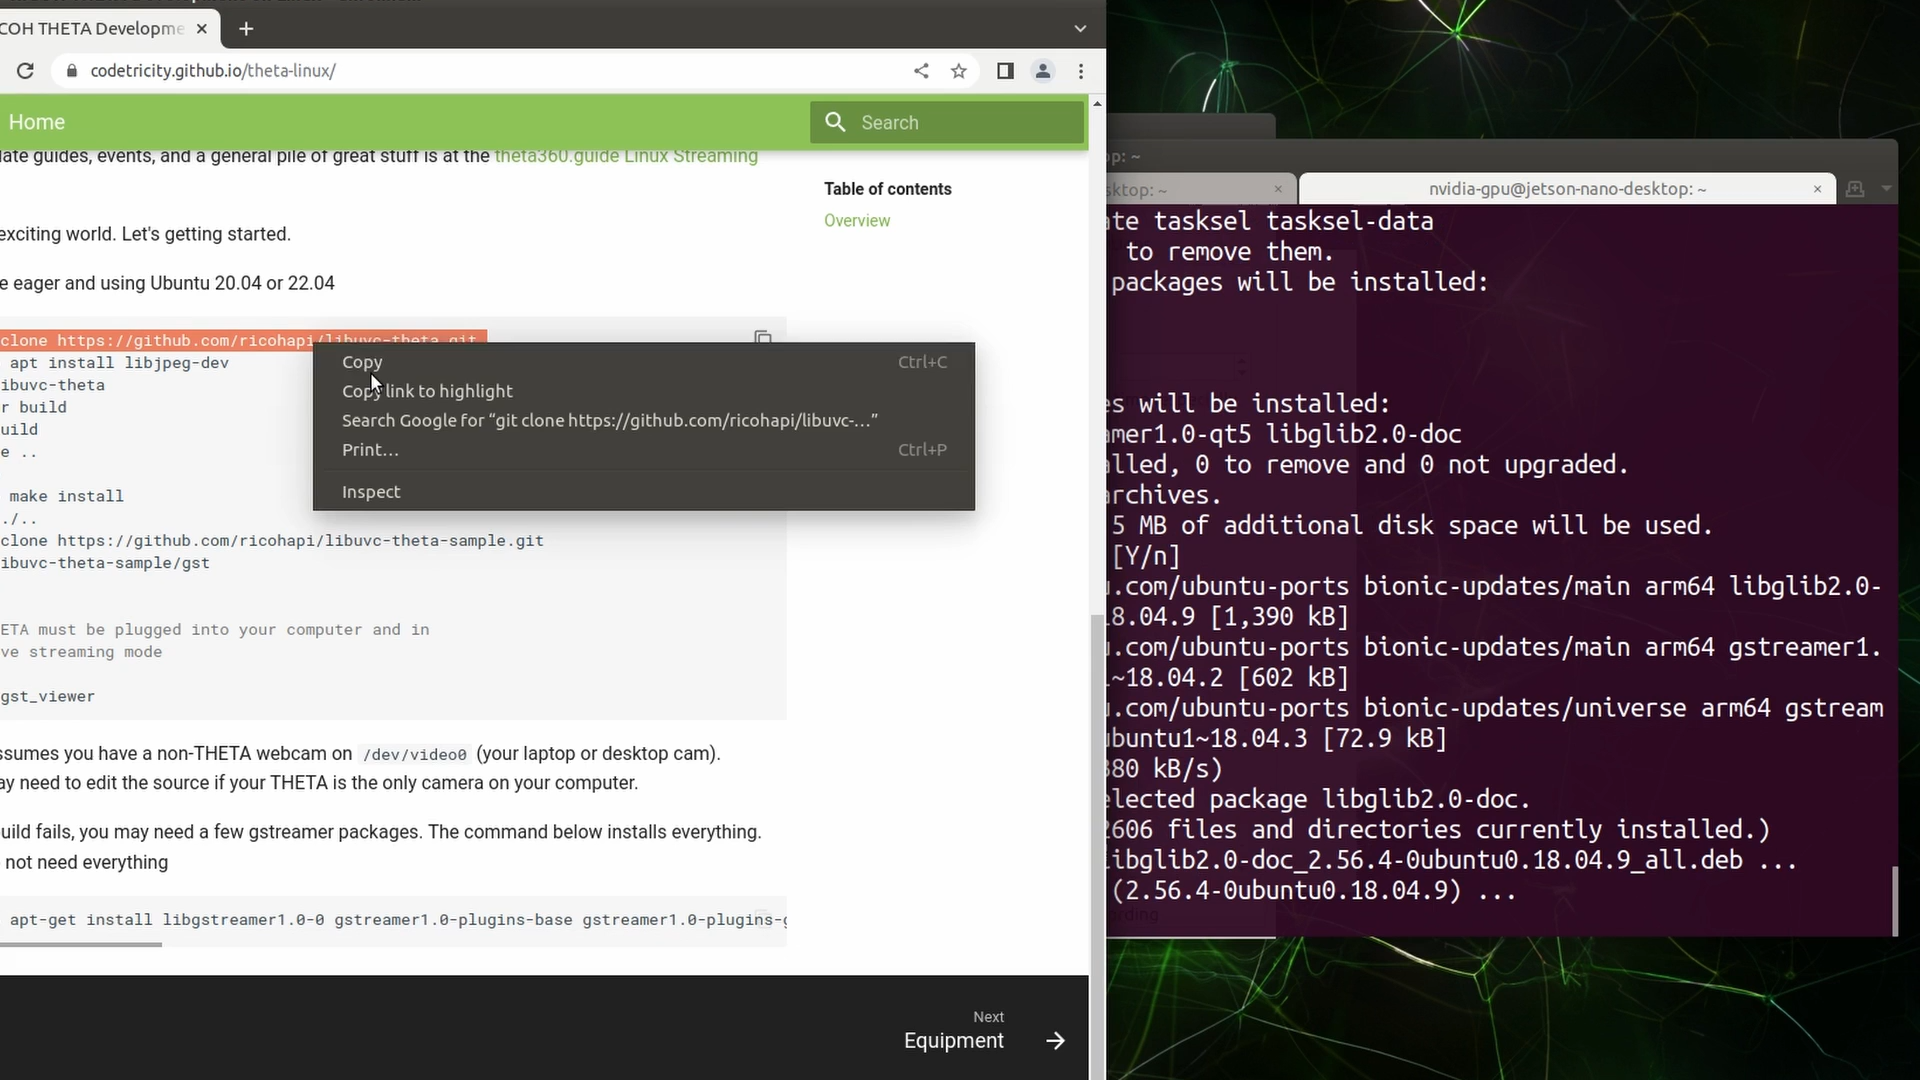 COH THETA Developme
codetricity.github.io/theta-linux/
Home
Search
late guides, events, and a general pile of great stuff is at the theta360.guide Linux Streaming
exciting world. Let's getting started.
e eager and using Ubuntu 20.04 or 22.04
clone https://github.com/ricohapi/libuvc-theta.git
apt install libjpeg-dev
ibuvc-theta
r build
uild
e ..
make install
./..
clone https://github.com/ricohapi/libuvc-theta-sample.git
ibuvc-theta-sample/gst
ETA must be plugged into your computer and in
ve streaming mode
gst_viewer
ssumes you have a non-THETA webcam on /dev/video0 (your laptop or desktop cam).
ay need to edit the source if your THETA is the only camera on your computer.
uild fails, you may need a few gstreamer packages. The command below installs everything.
not need everything
apt-get install libgstreamer1.0-0 gstreamer1.0-plugins-base gstreamer1.0-plugins-g
Table of contents
Overview
Copy Ctrl+C
Copy link to highlight
Search Google for “git clone https://github.com/ricohapi/libuvc-…”
Print… Ctrl+P
Inspect
Next
Equipment
op: ~
sktop: ~
nvidia-gpu@jetson-nano-desktop: ~
ate tasksel tasksel-data
to remove them.
packages will be installed:
es will be installed:
amer1.0-qt5 libglib2.0-doc
alled, 0 to remove and 0 not upgraded.
archives.
5 MB of additional disk space will be used.
[Y/n]
u.com/ubuntu-ports bionic-updates/main arm64 libglib2.0-
18.04.9 [1,390 kB]
u.com/ubuntu-ports bionic-updates/main arm64 gstreamer1.
1~18.04.2 [602 kB]
u.com/ubuntu-ports bionic-updates/universe arm64 gstream
ubuntu1~18.04.3 [72.9 kB]
380 kB/s)
elected package libglib2.0-doc.
2606 files and directories currently installed.)
libglib2.0-doc_2.56.4-0ubuntu0.18.04.9_all.deb ...
(2.56.4-0ubuntu0.18.04.9) ...